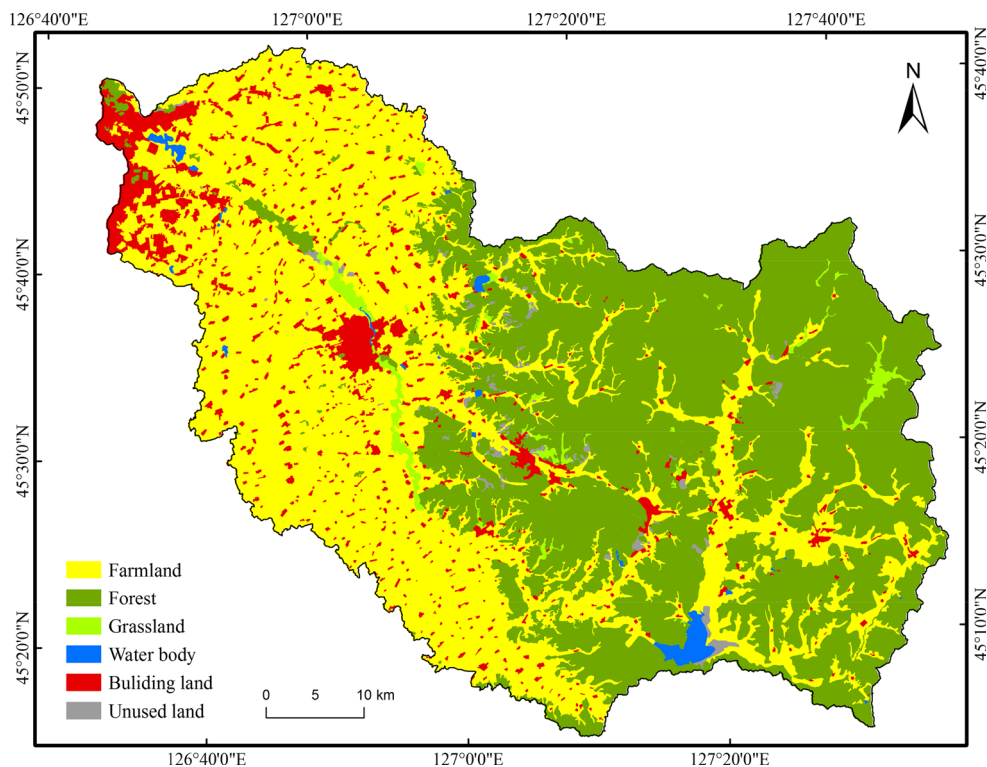 126°40'0"E 127°0'0"E 127°20'0"E 127°40'0"E
45°50'0"N
45°40'0"N
45°30'0"N
45°20'0"N
45°40'0"N
45°30'0"N
45°20'0"N
45°10'0"N
N
Farmland
Forest
Grassland
Water body
Buliding land
Unused land
0 5 10 km
126°40'0"E 127°0'0"E 127°20'0"E